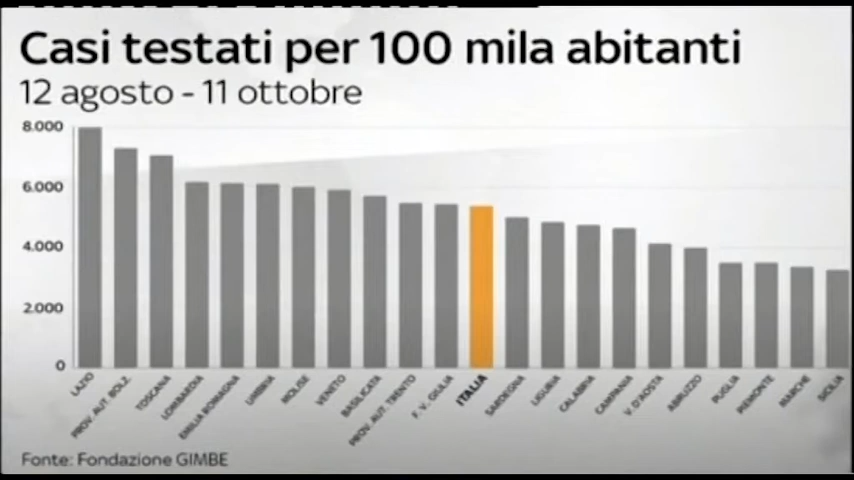 Casi testati per 100 mila abitanti
12 agosto - 11 ottobre
8.000
6.000
4.000
2.000
0
LAZIO
PROV. AUT. BOLZ.
TOSCANA
LOMBARDIA
EMILIA ROMAGNA
UMBRIA
MOLISE
VENETO
BASILICATA
PROV. AUT. TRENTO
F. V. GIULIA
ITALIA
SARDEGNA
LIGURIA
CALABRIA
CAMPANIA
V. D'AOSTA
ABRUZZO
PUGLIA
PIEMONTE
MARCHE
SICILIA
Fonte: Fondazione GIMBE